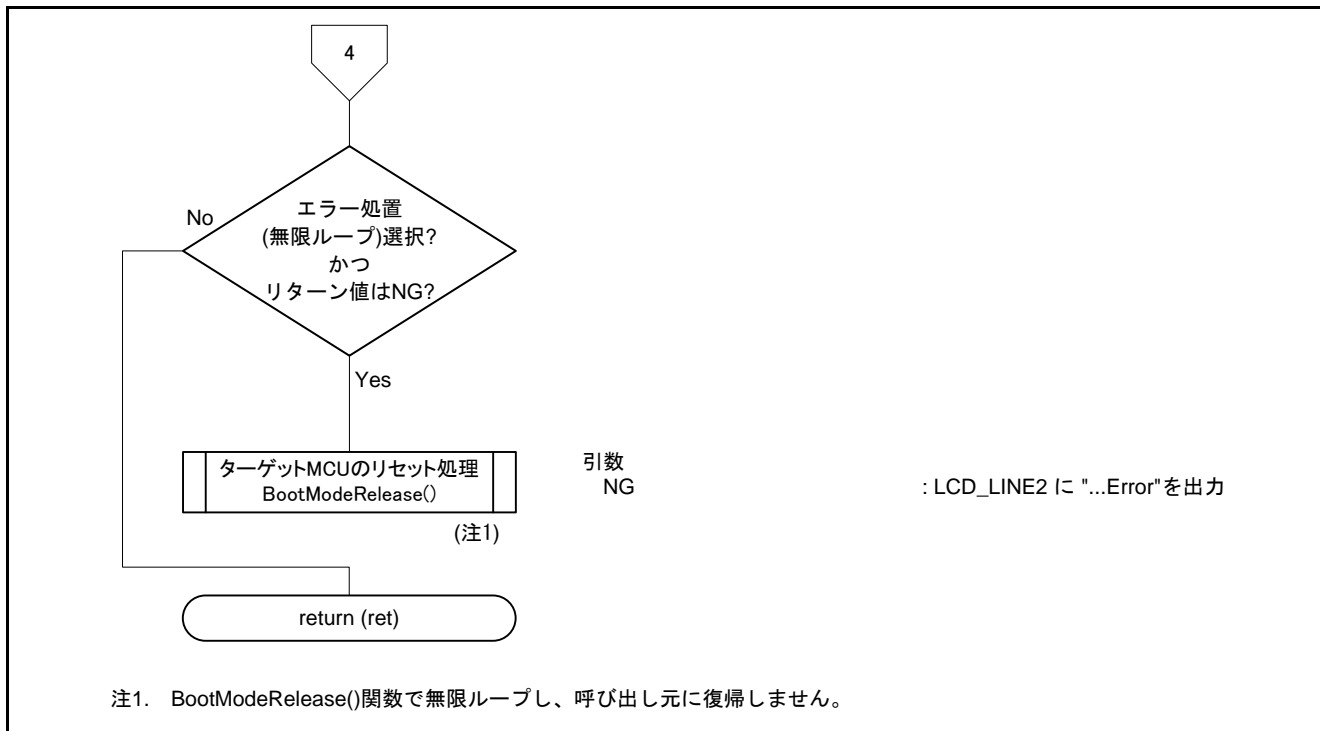 4
No
エラー処置
(無限ループ)選択?
かつ
リターン値はNG?
Yes
ターゲットMCUのリセット処理
BootModeRelease()
(注1)
引数
NG : LCD_LINE2 に "...Error"を出力
return (ret)
注1. BootModeRelease()関数で無限ループし、呼び出し元に復帰しません。